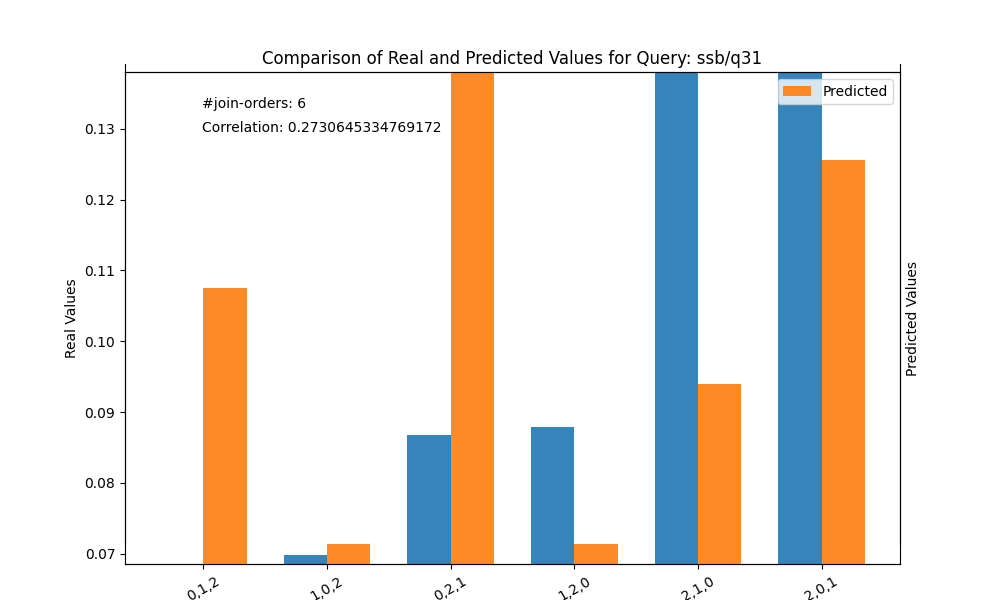 Comparison of Real and Predicted Values for Query: ssb/q31
#join-orders: 6
Correlation: 0.2730645334769172
Predicted
0.13
0.12
0.11
0.10
0.09
0.08
0.07
Real Values
Predicted Values
0,1,2
1,0,2
0,2,1
1,2,0
2,1,0
2,0,1